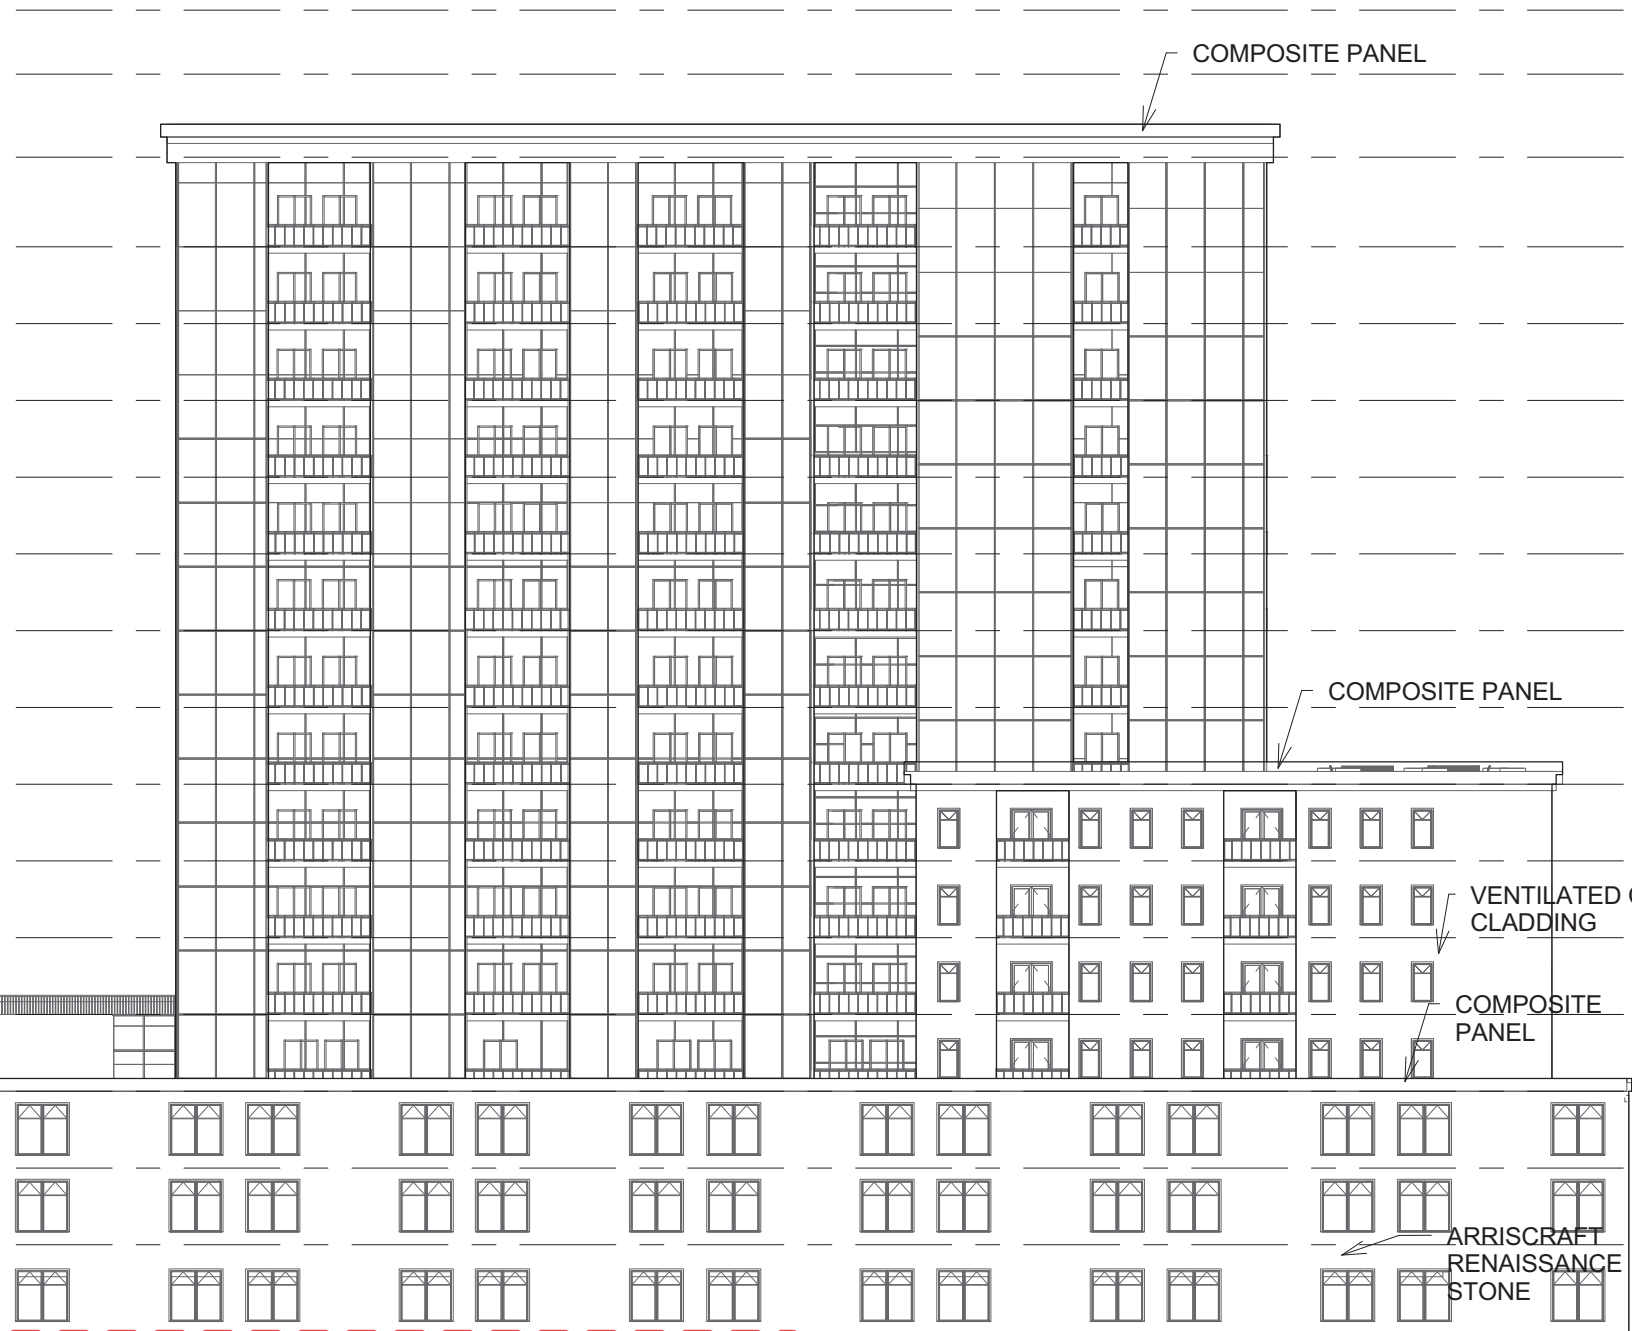 COMPOSITE PANEL
COMPOSITE PANEL
VENTILATED
CLADDING
COMPOSITE
PANEL
ARRISCRAFT
RENAISSANCE
STONE